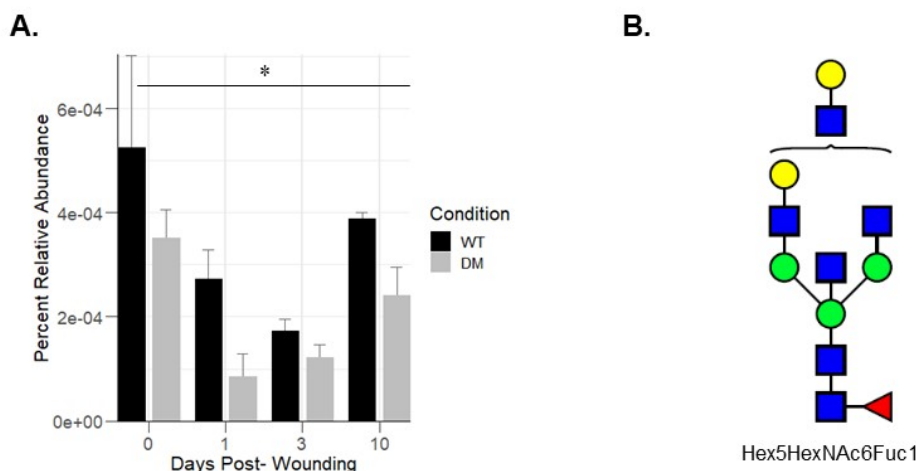 A.
B.
*
6e-04
4e-04
2e-04
0e+00
Percent Relative Abundance
0 1 3 10
Days Post- Wounding
Condition
WT
DM
Hex5HexNAc6Fuc1